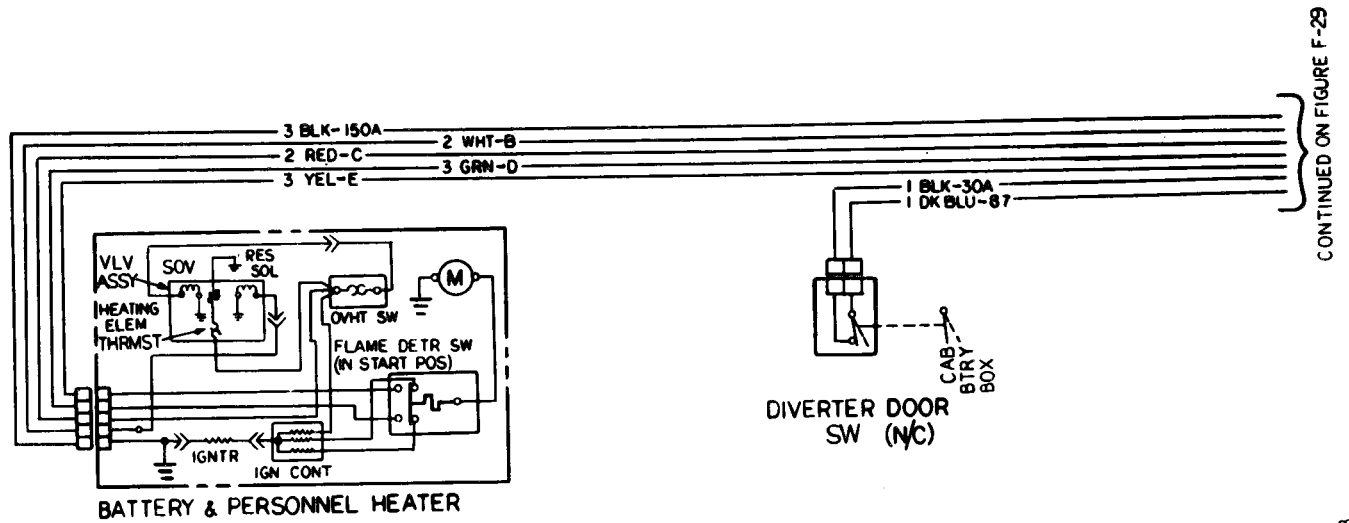 CONTINUED ON FIGURE F-29
3 BLK-150A
2 WHT-B
2 RED-C
3 GRN-D
3 YEL-E
1 BLK-30A
1 DK BLU-87
VLV
ASSY
SOV
RES
SOL
HEATING
ELEM
THRMST
OVHT SW
M
FLAME DETR SW
(IN START POS)
IGNTR
IGN CONT
BATTERY & PERSONNEL HEATER
CAB
BTRY
BOX
DIVERTER DOOR
SW (N/C)